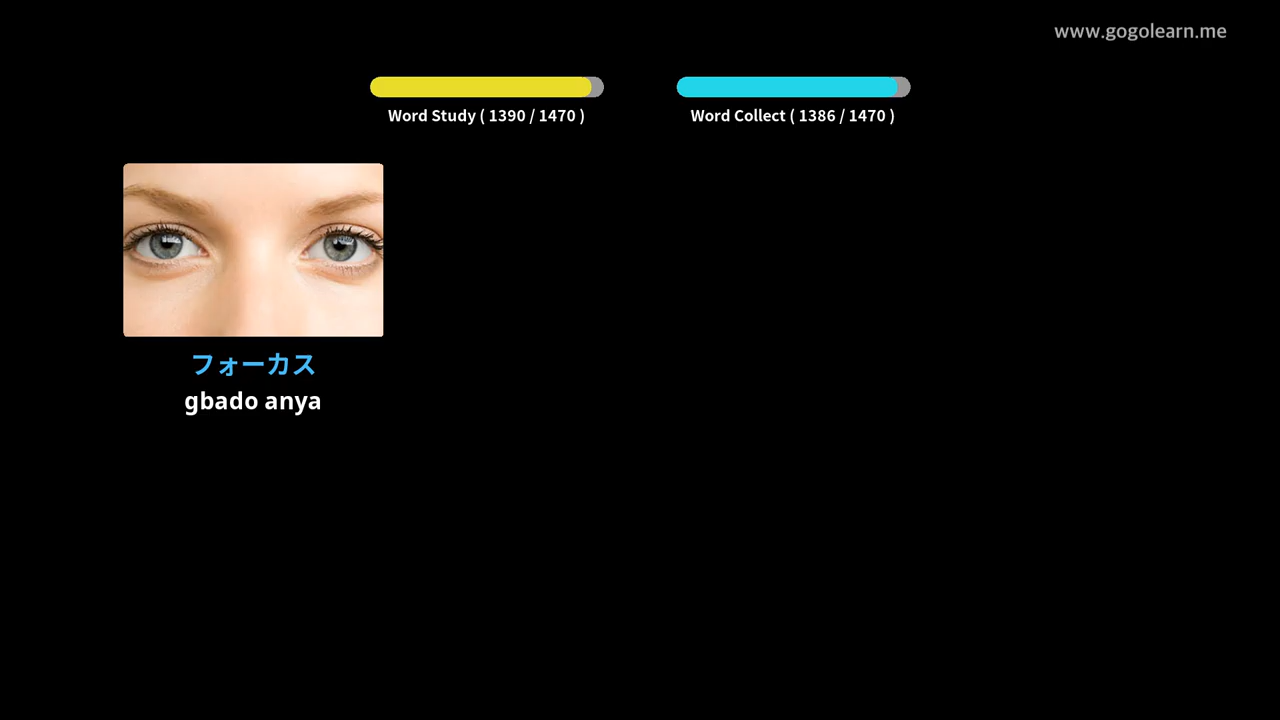 www.gogolearn.me
Word Study ( 1390 / 1470 )
Word Collect ( 1386 / 1470 )
フォーカス
gbado anya